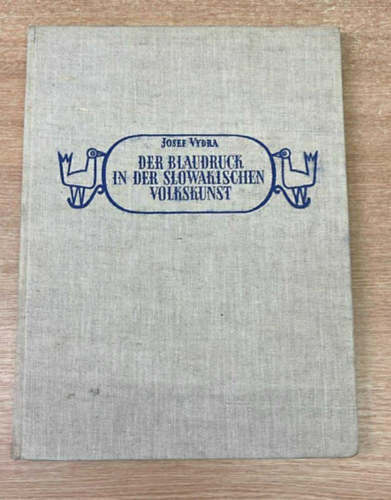 JOSEF VYDRA
DER BLAUDRUCK
IN DER SLOWAKISCHEN
VOLKSKUNST